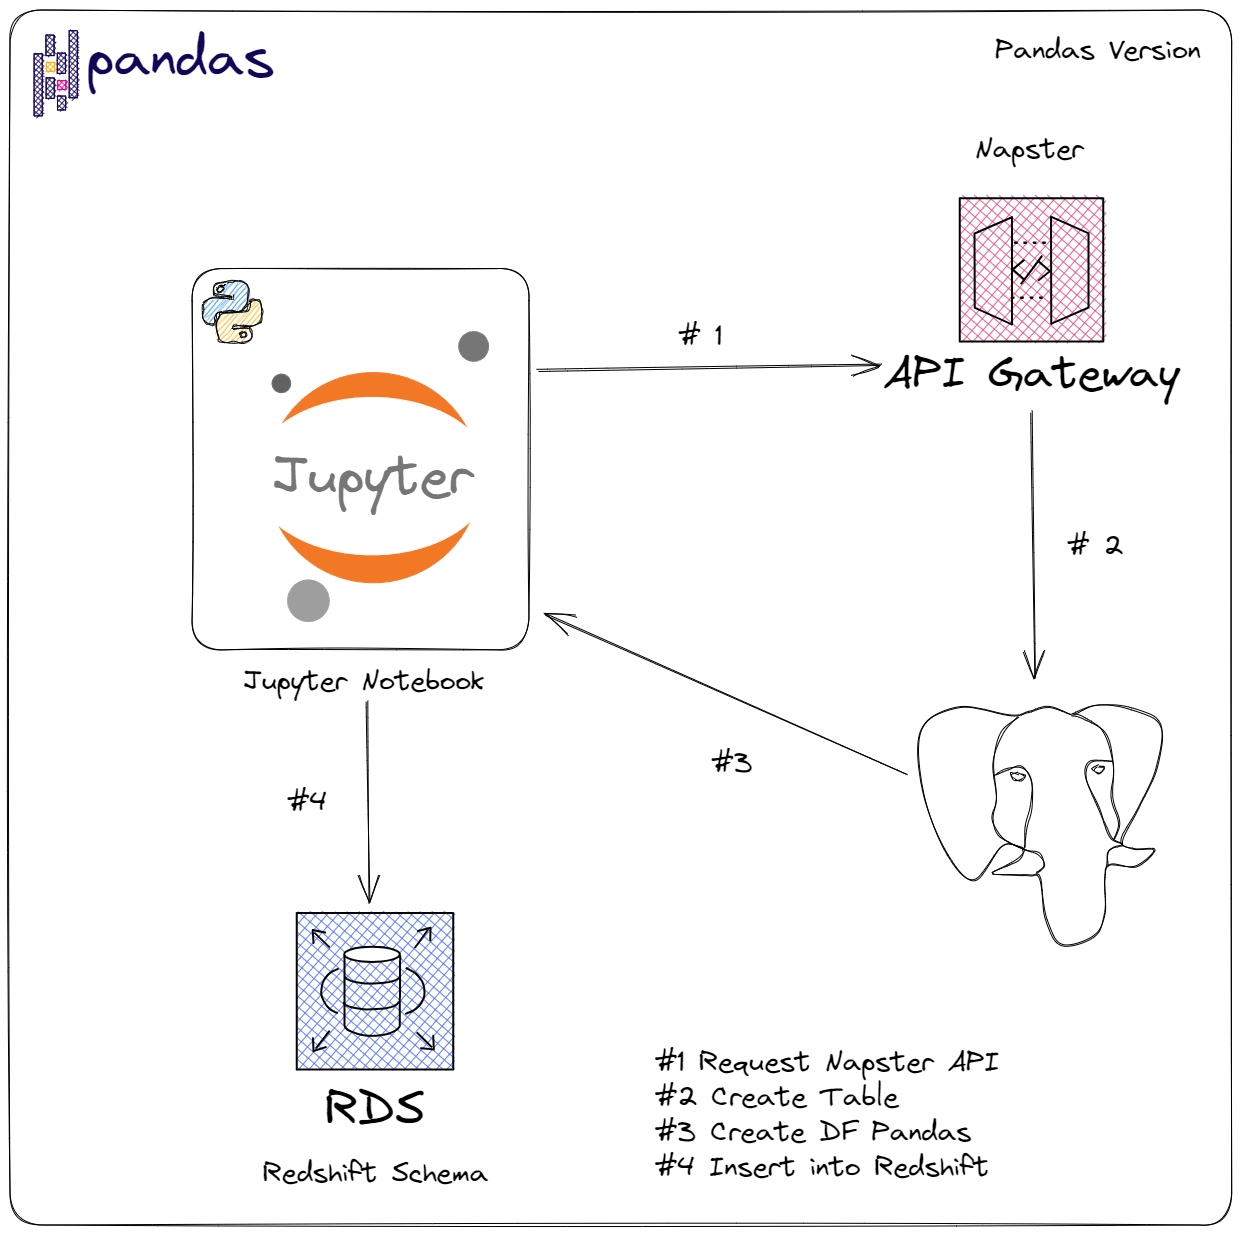 pandas
Pandas Version
Napster
</>
API Gateway
# 1
Jupyter
# 2
Jupyter Notebook
#3
#4
RDS
Redshift Schema
#1 Request Napster API
#2 Create Table
#3 Create DF Pandas
#4 Insert into Redshift